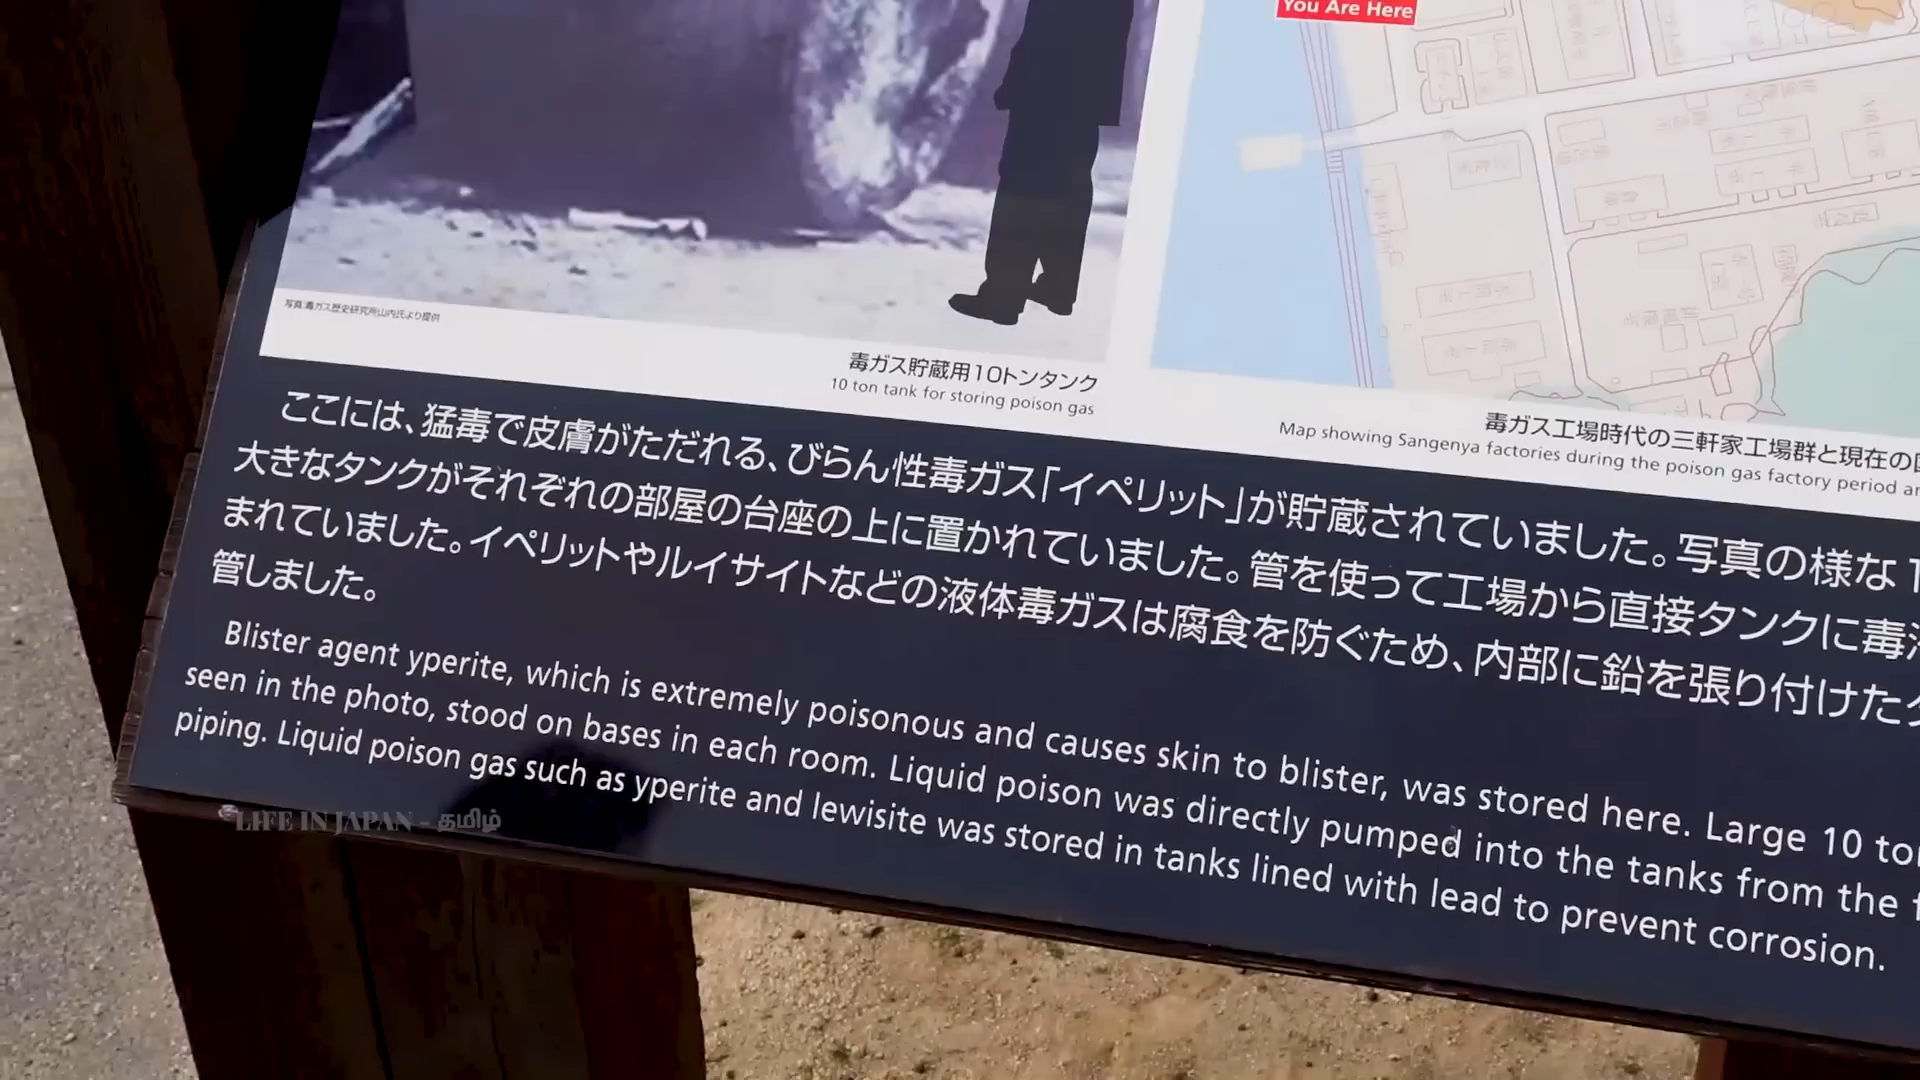 You Are Here
写真:毒ガス歴史研究所山内氏より提供
毒ガス貯蔵用10トンタンク
10 ton tank for storing poison gas
毒ガス工場時代の三軒家工場群と現在の
Map showing Sangenya factories during the poison gas factory period
ここには、猛毒で皮膚がただれる、びらん性毒ガス「イペリット」が貯蔵されていました。写真の様な1
大きなタンクがそれぞれの部屋の台座の上に置かれていました。管を使って工場から直接タンクに毒
まれていました。イペリットやルイサイトなどの液体毒ガスは腐食を防ぐため、内部に鉛を張り付けた
管しました。
Blister agent yperite, which is extremely poisonous and causes skin to blister, was stored here. Large 10
seen in the photo, stood on bases in each room. Liquid poison was directly pumped into the tanks from the
piping. Liquid poison gas such as yperite and lewisite was stored in tanks lined with lead to prevent corrosion.
LIFE IN JAPAN - தமிழ்